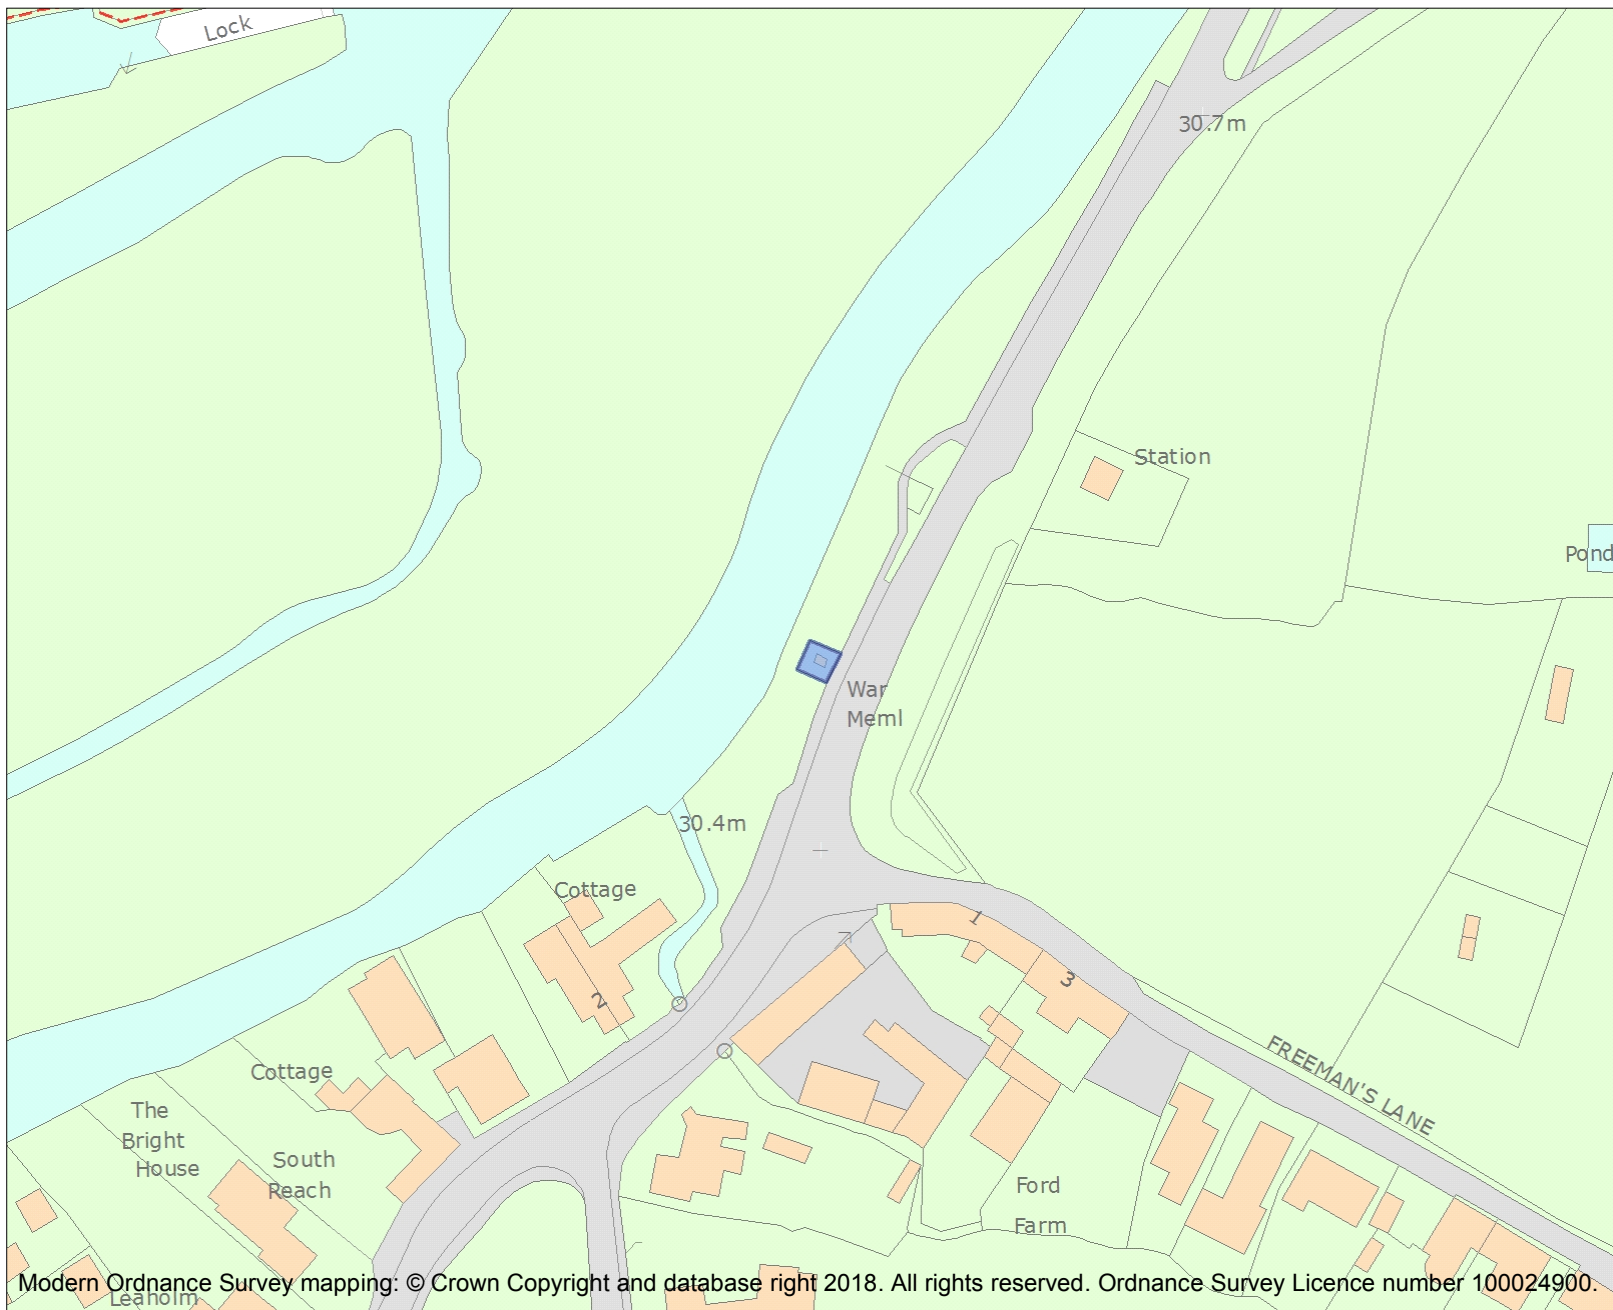 Lock
30.7m
Station
Pond
War
Meml
30.4m
Cottage
1
2
3
Cottage
FREEMAN'S LANE
The
Bright
House
South
Reach
Ford
Farm
Leaholm
Modern Ordnance Survey mapping: © Crown Copyright and database right 2018. All rights reserved. Ordnance Survey Licence number 100024900.